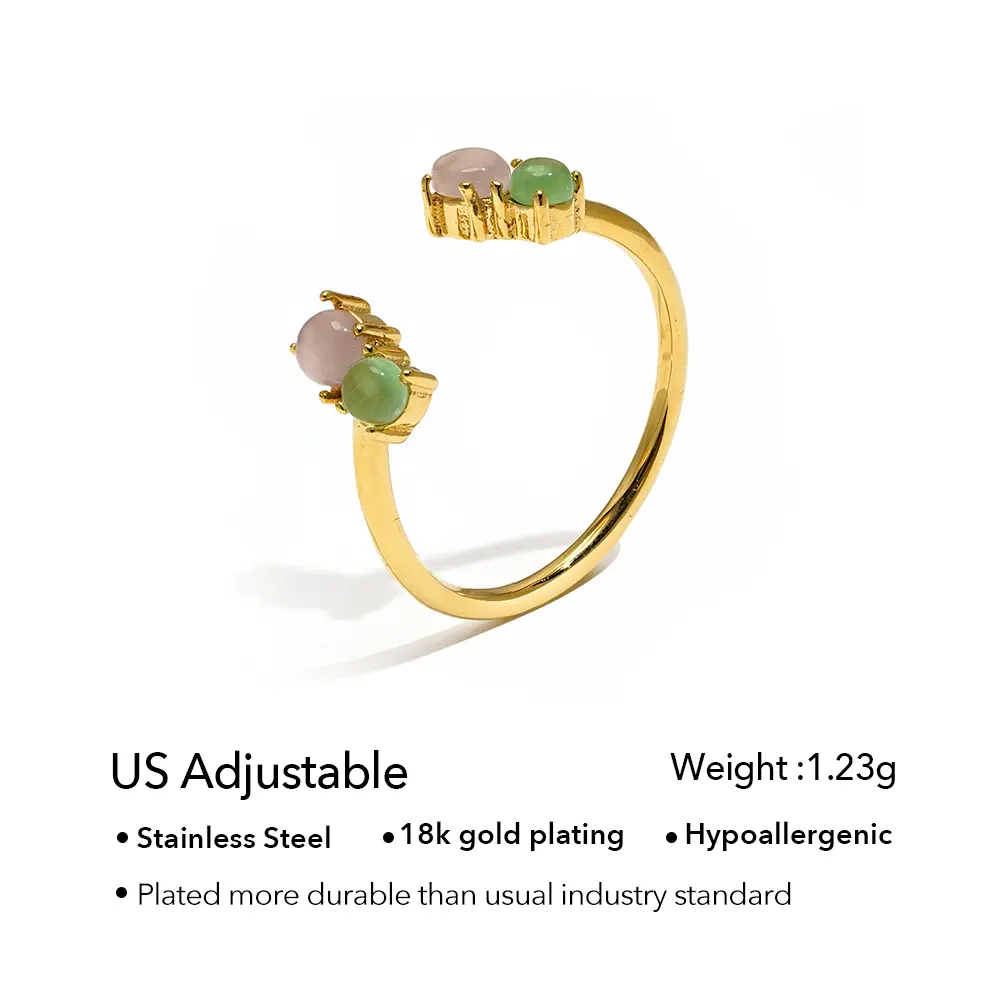 US Adjustable
Weight :1.23g
• Stainless Steel
• 18k gold plating
• Hypoallergenic
• Plated more durable than usual industry standard